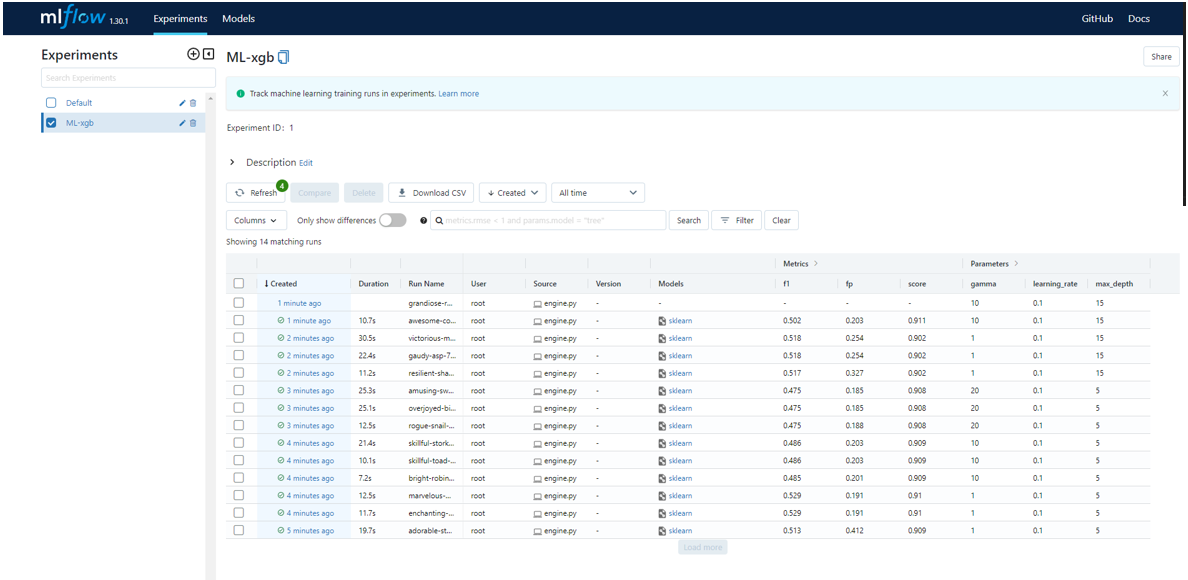 mlflow 1.30.1 Experiments Models GitHub Docs
Experiments ML-xgb Share
Search Experiments
Default
ML-xgb
Track machine learning training runs in experiments. Learn more
Experiment ID: 1
Description Edit
Refresh 4 Compare Delete Download CSV Created All time
Columns Only show differences metrics.rmse < 1 and params.model = "tree" Search Filter Clear
Showing 14 matching runs
Metrics Parameters
Created Duration Run Name User Source Version Models f1 fp score gamma learning_rate max_depth
1 minute ago grandiose-r... root engine.py - - - - - 10 0.1 15
1 minute ago 10.7s awesome-co... root engine.py - sklearn 0.502 0.203 0.911 10 0.1 15
2 minutes ago 30.5s victorious-m... root engine.py - sklearn 0.518 0.254 0.902 1 0.1 15
2 minutes ago 22.4s gaudy-asp-7... root engine.py - sklearn 0.518 0.254 0.902 1 0.1 15
2 minutes ago 11.2s resilient-sha... root engine.py - sklearn 0.517 0.327 0.902 1 0.1 15
3 minutes ago 25.3s amusing-sw... root engine.py - sklearn 0.475 0.185 0.908 20 0.1 5
3 minutes ago 25.1s overjoyed-bi... root engine.py - sklearn 0.475 0.185 0.908 20 0.1 5
3 minutes ago 12.5s rogue-snail-... root engine.py - sklearn 0.475 0.188 0.908 20 0.1 5
4 minutes ago 21.4s skillful-stork... root engine.py - sklearn 0.486 0.203 0.909 10 0.1 5
4 minutes ago 10.1s skillful-toad-... root engine.py - sklearn 0.486 0.203 0.909 10 0.1 5
4 minutes ago 7.2s bright-robin... root engine.py - sklearn 0.485 0.201 0.909 10 0.1 5
4 minutes ago 12.5s marvelous-... root engine.py - sklearn 0.529 0.191 0.91 1 0.1 5
4 minutes ago 11.7s enchanting-... root engine.py - sklearn 0.529 0.191 0.91 1 0.1 5
5 minutes ago 19.7s adorable-st... root engine.py - sklearn 0.513 0.412 0.909 1 0.1 5
Load more